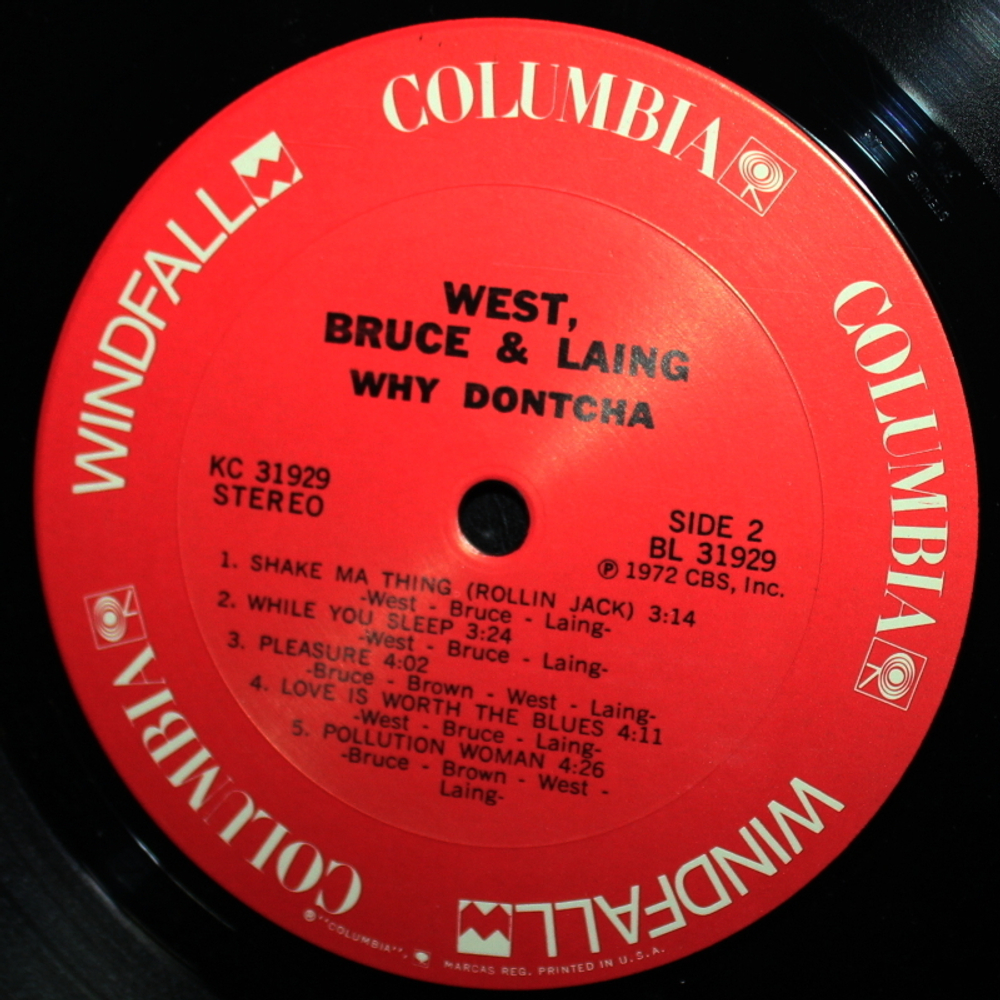 COLUMBIA
WINDFALL
COLUMBIA
WEST,
BRUCE & LAING
WHY DONTCHA
KC 31929
STEREO
SIDE 2
BL 31929
℗ 1972 CBS, Inc.
1. SHAKE MA THING (ROLLIN JACK) 3:14
-West - Bruce - Laing-
2. WHILE YOU SLEEP 3:24
-West - Bruce - Laing-
3. PLEASURE 4:02
-Bruce - Brown - West - Laing-
4. LOVE IS WORTH THE BLUES 4:11
-West - Bruce - Laing-
5. POLLUTION WOMAN 4:26
-Bruce - Brown - West -
Laing-
COLUMBIA
WINDFALL
® "COLUMBIA", MARCAS REG. PRINTED IN U.S.A.